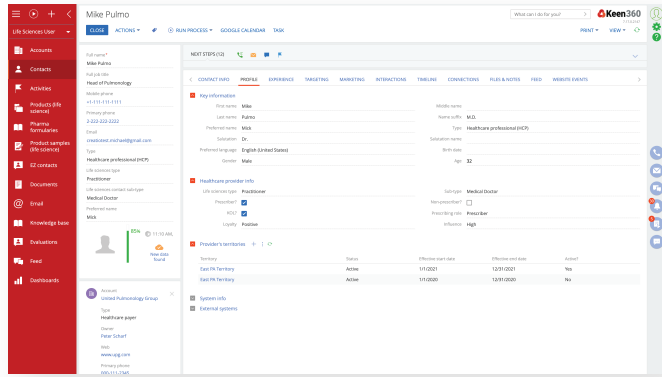 Mike Pulmo
What can I do for you?
Keen360
CLOSE ACTIONS RUN PROCESS GOOGLE CALENDAR TASK PRINT VIEW
Life Sciences User
Accounts
Contacts
Activities
Products (life science)
Pharma formularies
Product samples (life science)
EZ contacts
Documents
Email
Knowledge base
Evaluations
Feed
Dashboards
Full name*
Mike Pulmo
Full job title
Head of Pulmonology
Mobile phone
+1-111-111-1111
Primary phone
2-222-222-2222
Email
creatiotest.michael@gmail.com
Type
Healthcare professional (HCP)
Life sciences type
Practitioner
Life sciences contact sub-type
Medical Doctor
Preferred name
Mick
85% 11:10 AM
New data found
Account
United Pulmonology Group
Type
Healthcare payer
Owner
Peter Scharf
Web
www.upg.com
Primary phone
600-111-2345
NEXT STEPS (12)
CONTACT INFO PROFILE EXPERIENCE TARGETING MARKETING INTERACTIONS TIMELINE CONNECTIONS FILES & NOTES FEED WEBSITE EVENTS
Key information
First name Mike Middle name
Last name Pulmo Name suffix M.D.
Preferred name Mick Type Healthcare professional (HCP)
Salutation Dr. Salutation name
Preferred language English (United States) Birth date
Gender Male Age 32
Healthcare provider info
Life sciences type Practitioner Sub-type Medical Doctor
Prescriber? Non-prescriber?
KOL? Prescribing role Prescriber
Loyalty Positive Influence High
Provider's territories
Territory Status Effective start date Effective end date Active?
East PA Territory Active 1/1/2021 12/31/2021 Yes
East PA Territory Active 1/1/2020 12/31/2020 No
System info
External systems